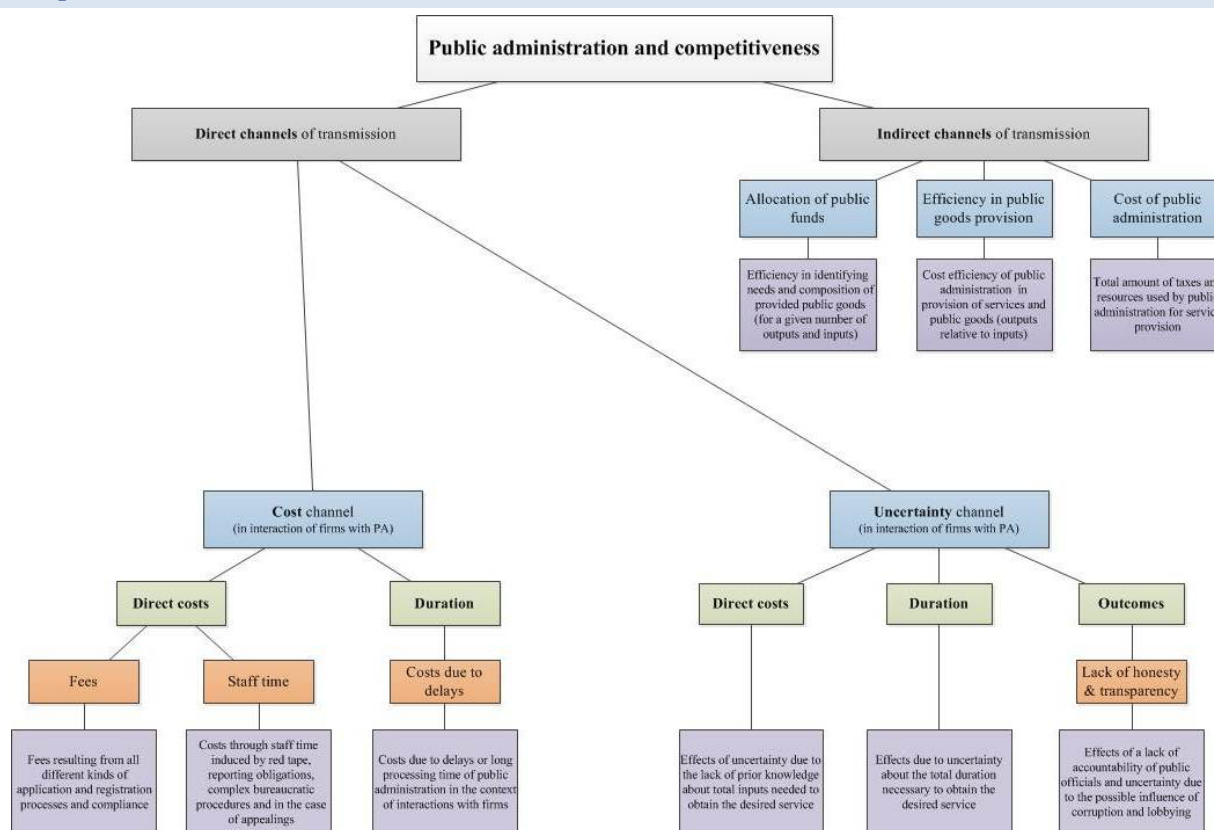 Public administration and competitiveness
Direct channels of transmission
Indirect channels of transmission
Allocation of public
funds
Efficiency in public
goods provision
Cost of public
administration
Efficiency in identifying
needs and composition of
provided public goods
(for a given number of
outputs and inputs)
Cost efficiency of public
administration in
provision of services and
public goods (outputs
relative to inputs)
Total amount of taxes an
resources used by publi
administration for servic
provision
Cost channel
(in interaction of firms with PA)
Uncertainty channel
(in interaction of firms with PA)
Direct costs
Duration
Direct costs
Duration
Outcomes
Fees
Staff time
Costs due to
delays
Lack of honesty
& transparency
Fees resulting from all
different kinds of
application and registration
processes and compliance
Costs through staff time
induced by red tape,
reporting obligations,
complex bureaucratic
procedures and in the case
of appealings
Costs due to delays or long
processing time of public
administration in the context
of interactions with firms
Effects of uncertainty due to
the lack of prior knowledge
about total inputs needed to
obtain the desired service
Effects due to uncertainty
about the total duration
necessary to obtain the
desired service
Effects of a lack of
accountability of public
officials and uncertainty due
to the possible influence of
corruption and lobbying